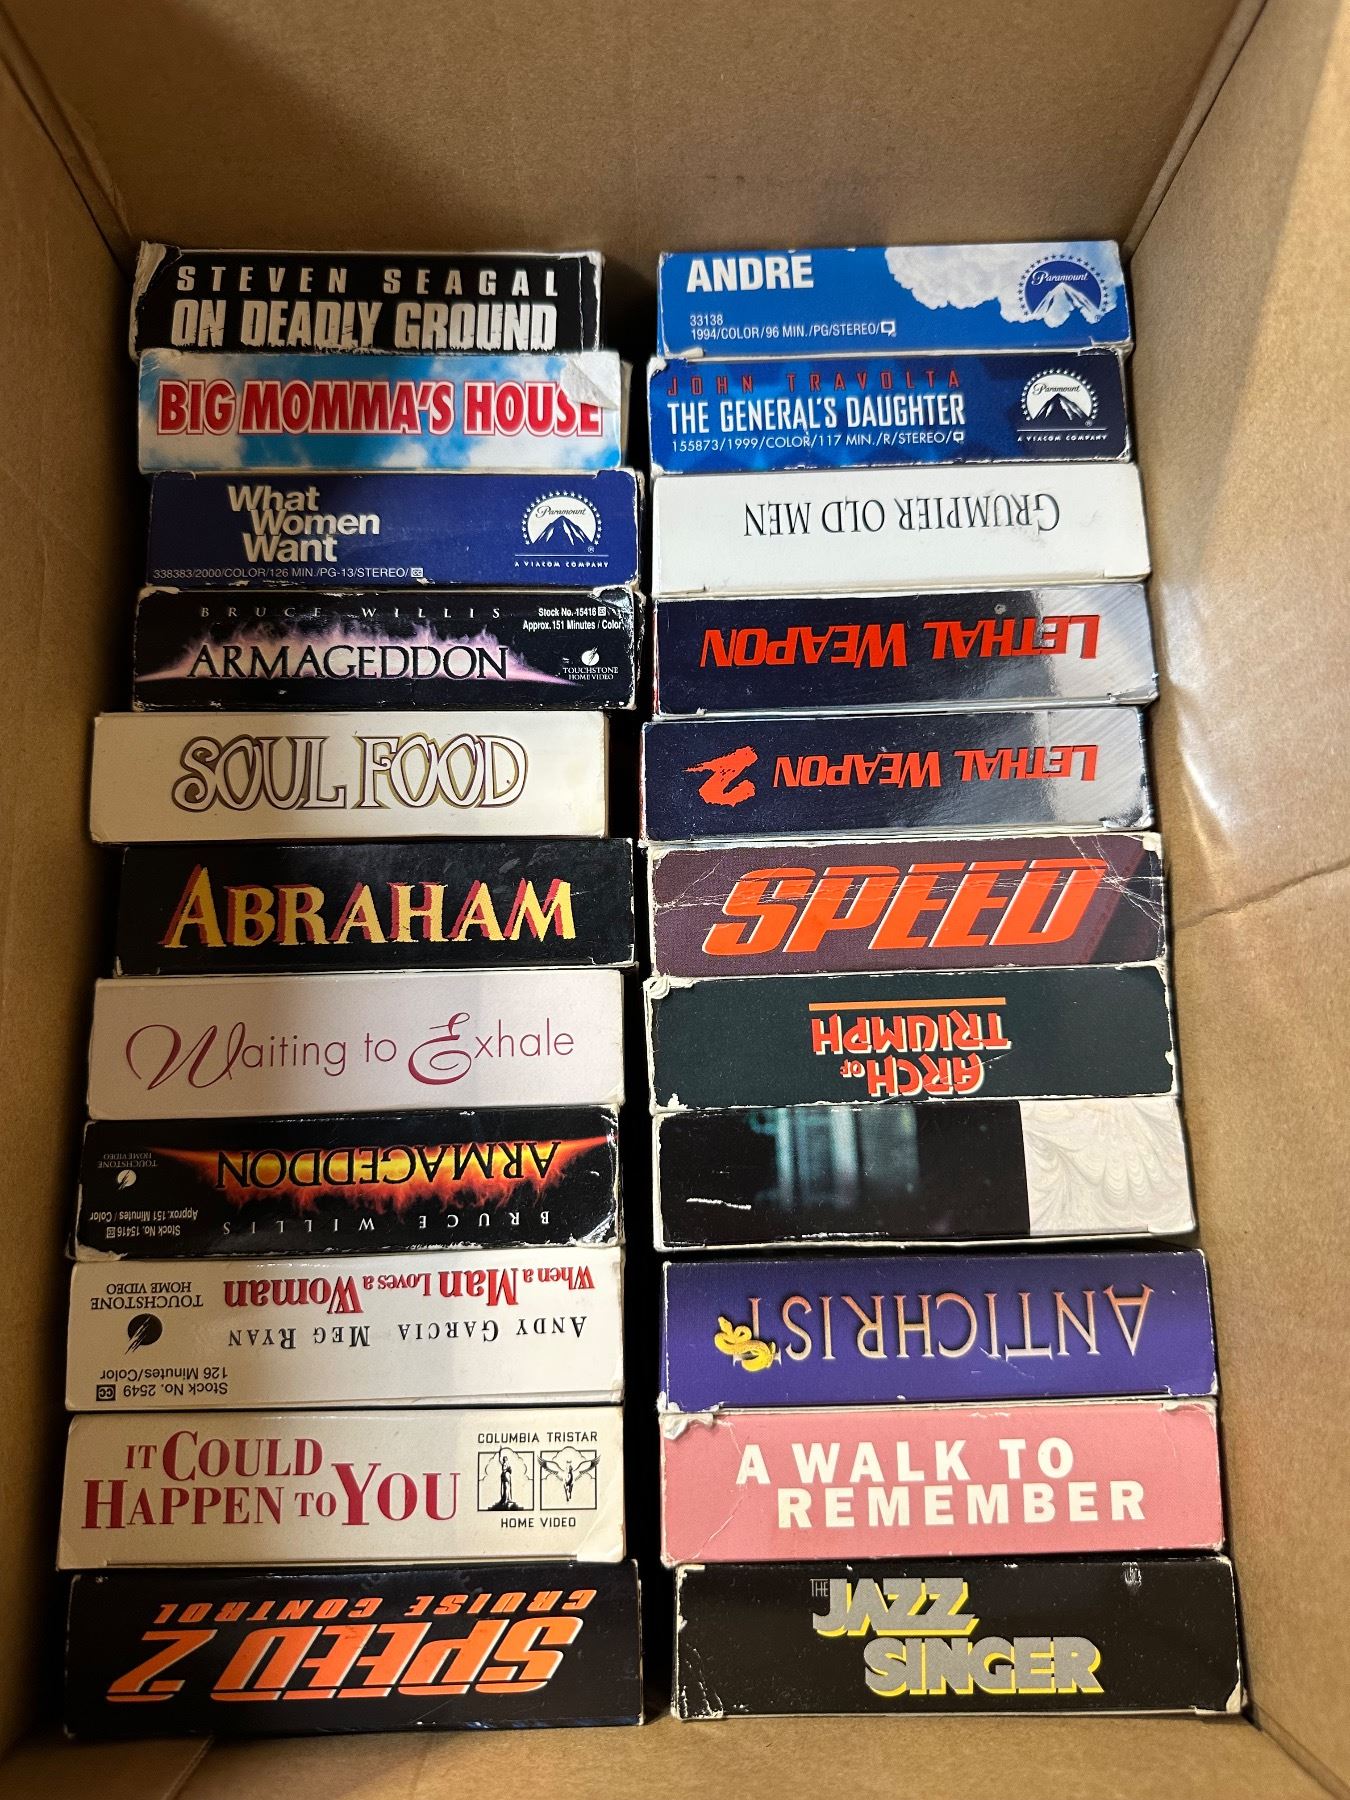 STEVEN SEAGAL
ON DEADLY GROUND
BIG MOMMA'S HOUSE
What
Women
Want
Paramount
A VIACOM COMPANY
338383/2000/COLOR/126 MIN./PG-13/STEREO/CC
BRUCE WILLIS
Stock No. 15416 CC
Approx. 151 Minutes / Color
ARMAGEDDON
TOUCHSTONE
HOME VIDEO
SOUL FOOD
ABRAHAM
Waiting to Exhale
BRUCE WILLIS
ARMAGEDDON
Stock No. 15416 CC
Approx. 151 Minutes / Color
TOUCHSTONE
HOME VIDEO
Stock No. 2549 CC
126 Minutes/Color
ANDY GARCIA MEG RYAN
When a Man Loves a Woman
TOUCHSTONE
HOME VIDEO
IT COULD
HAPPEN TO YOU
COLUMBIA TRISTAR
HOME VIDEO
SPEED 2
CRUISE CONTROL
ANDRE
33138
1994/COLOR/96 MIN./PG/STEREO/
Paramount
JOHN TRAVOLTA
THE GENERAL'S DAUGHTER
155873/1999/COLOR/117 MIN./R/STEREO/
Paramount
A VIACOM COMPANY
GRUMPIER OLD MEN
LETHAL WEAPON
LETHAL WEAPON 2
SPEED
ARCH OF
TRIUMPH
ANTICHRIST
A WALK TO
REMEMBER
THE JAZZ
SINGER